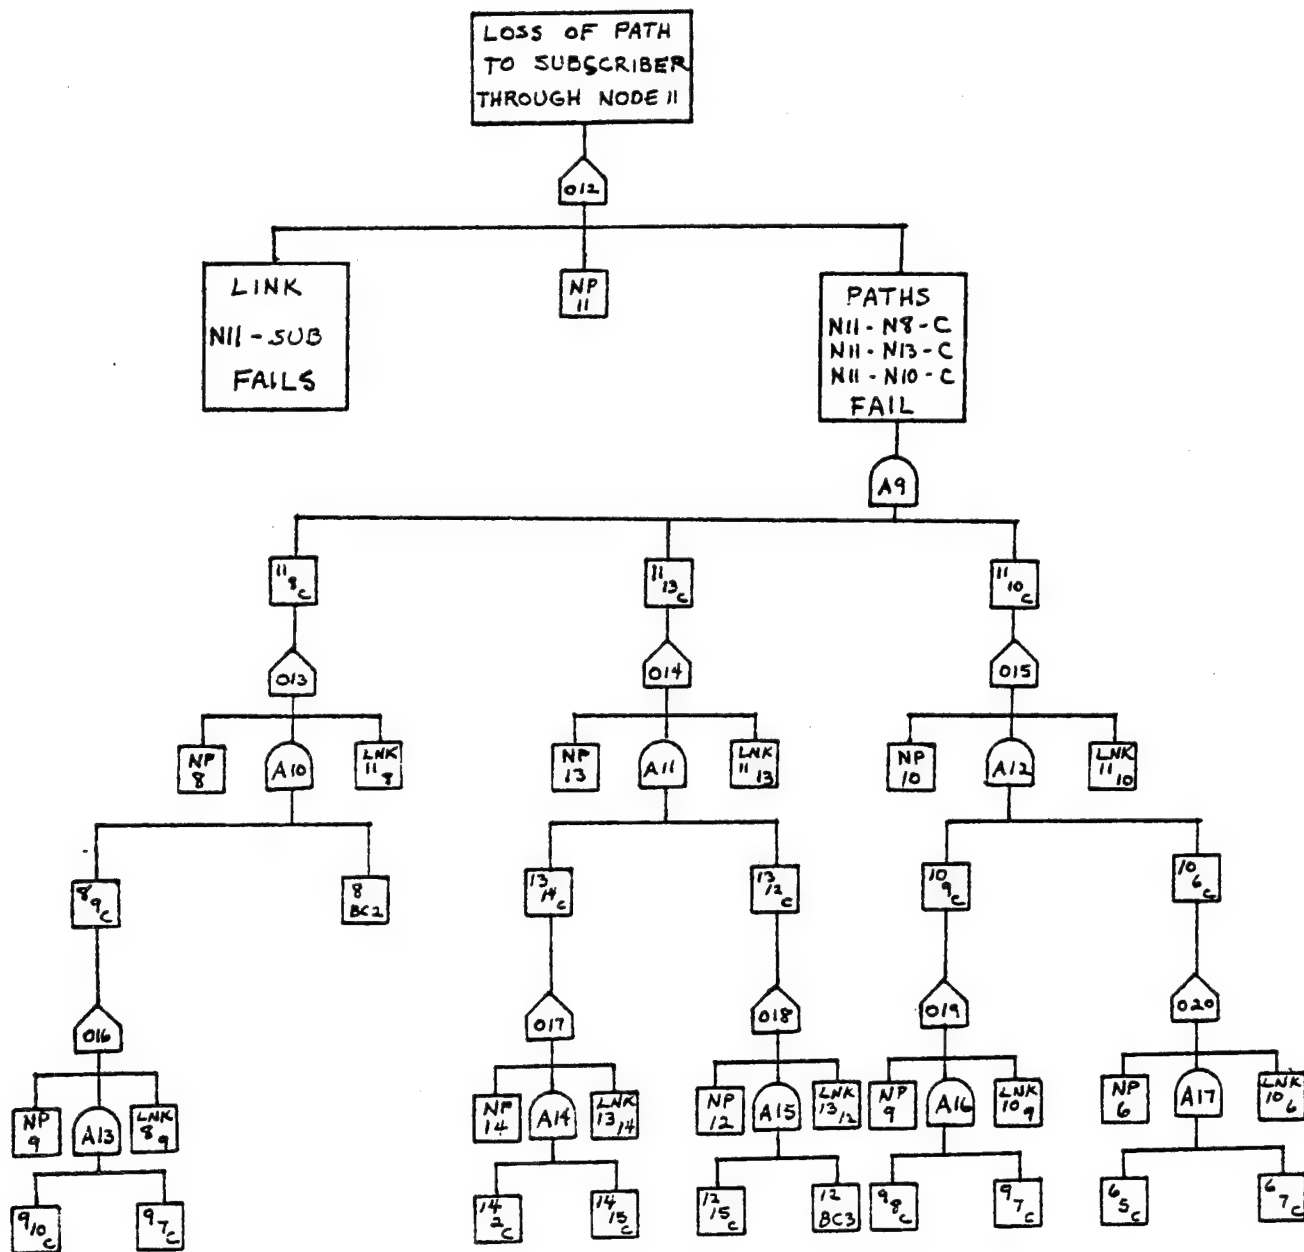 LOSS OF PATH
TO SUBSCRIBER
THROUGH NODE 11
O12
LINK
N11 - SUB
FAILS
NP
11
PATHS
N11 - N8 - C
N11 - N13 - C
N11 - N10 - C
FAIL
A9
11 8 C
11 13 C
11 10 C
O13
O14
O15
NP
8
A10
LNK
11 8
NP
13
A11
LNK
11 13
NP
10
A12
LNK
11 10
8 9 C
8
BC2
13 14 C
13 12 C
10 9 C
10 6 C
O16
O17
O18
O19
O20
NP
9
A13
LNK
8 9
NP
14
A14
LNK
13 14
NP
12
A15
LNK
13 12
NP
9
A16
LNK
10 9
NP
6
A17
LNK
10 6
9 10 C
9 7 C
14 2 C
14 15 C
12 15 C
12
BC3
9 8 C
9 7 C
6 5 C
6 7 C